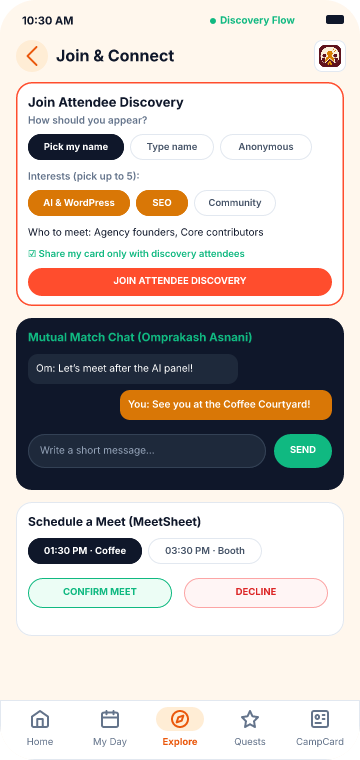 10:30 AM
Discovery Flow
Join & Connect
Join Attendee Discovery
How should you appear?
Pick my name
Type name
Anonymous
Interests (pick up to 5):
AI & WordPress
SEO
Community
Who to meet: Agency founders, Core contributors
☑ Share my card only with discovery attendees
JOIN ATTENDEE DISCOVERY
Mutual Match Chat (Omprakash Asnani)
Om: Let's meet after the AI panel!
You: See you at the Coffee Courtyard!
Write a short message...
SEND
Schedule a Meet (MeetSheet)
01:30 PM · Coffee
03:30 PM · Booth
CONFIRM MEET
DECLINE
Home
My Day
Explore
Quests
CampCard